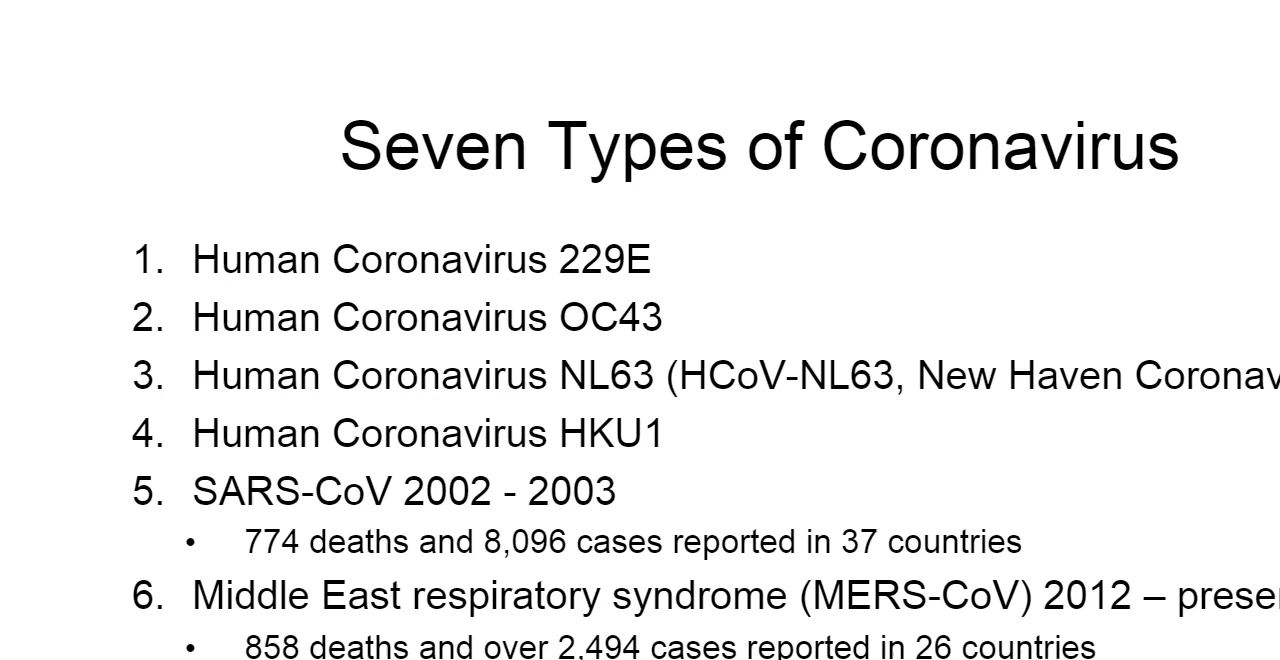 Seven Types of Coronavirus
1. Human Coronavirus 229E
2. Human Coronavirus OC43
3. Human Coronavirus NL63 (HCoV-NL63, New Haven
4. Human Coronavirus HKU1
5. SARS-CoV 2002 - 2003
• 774 deaths and 8,096 cases reported in 37 countries
6. Middle East respiratory syndrome (MERS-CoV) 2012 –
• 858 deaths and over 2,494 cases reported in 26 countries